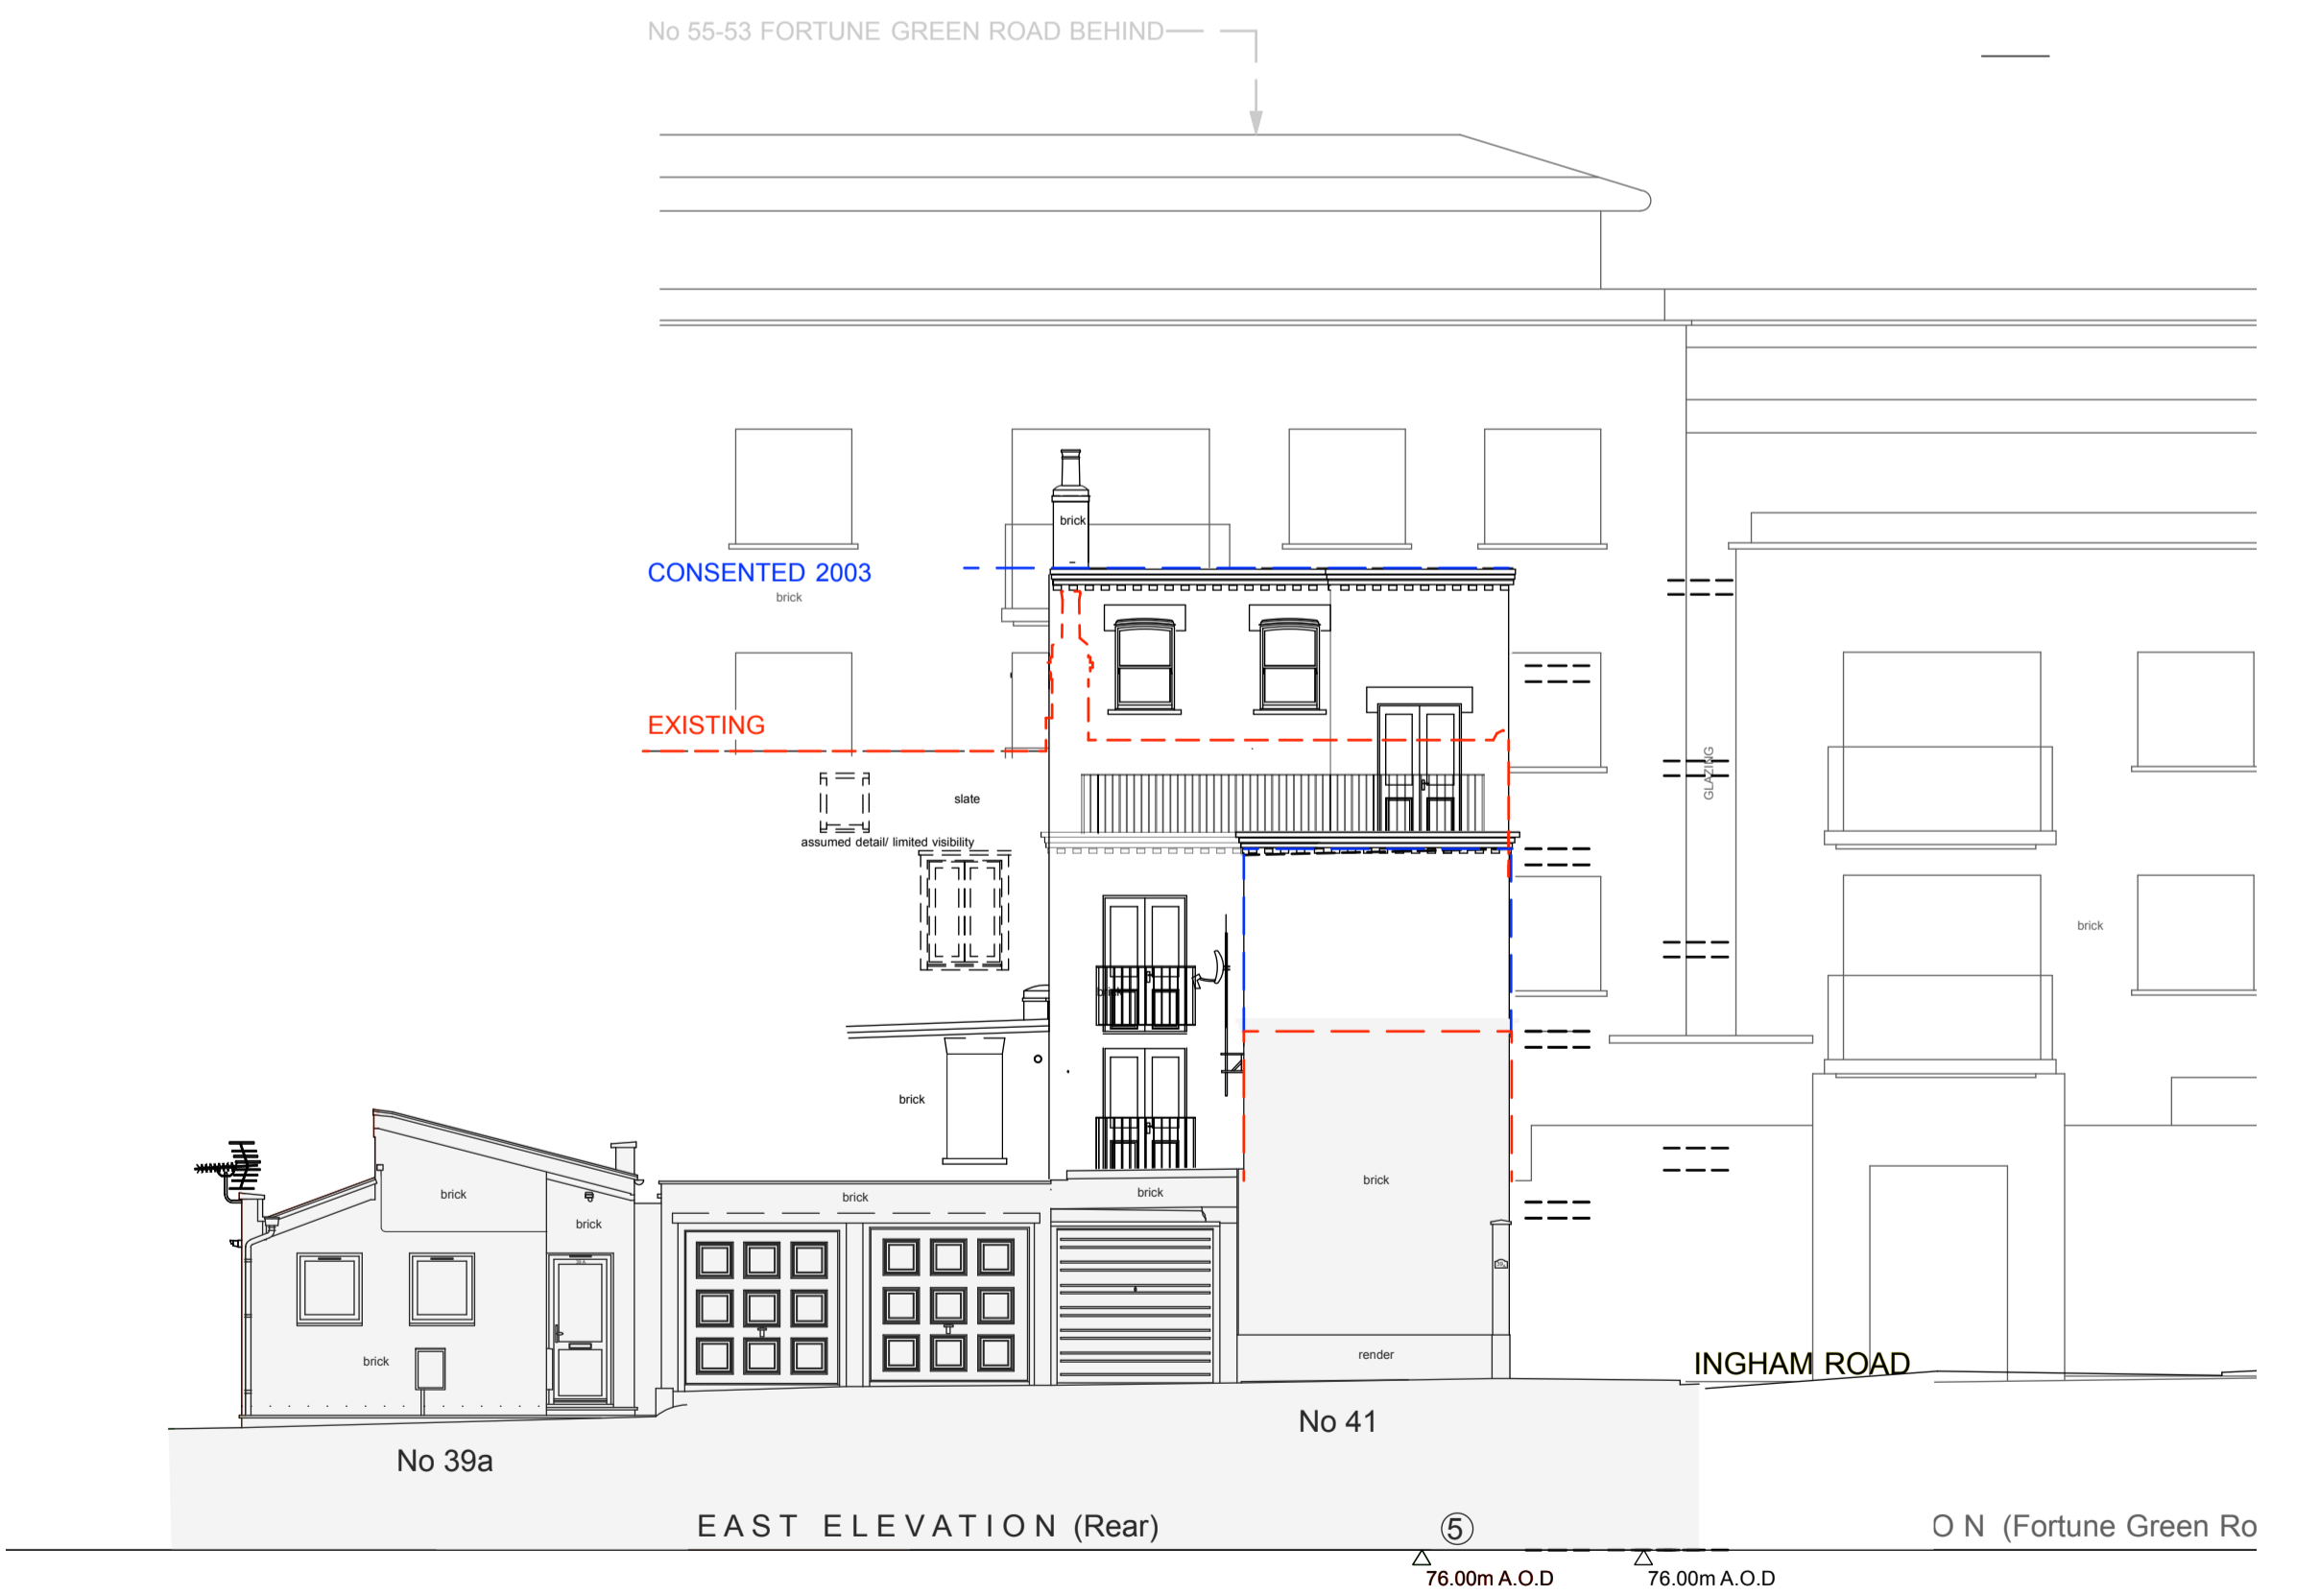 No 55-53 FORTUNE GREEN ROAD BEHIND
brick
CONSENTED 2003
brick
EXISTING
GLAZING
slate
assumed detail/ limited visibility
brick
brick
brick
brick
brick
brick
brick
brick
brick
render
INGHAM ROAD
No 41
No 39a
EAST ELEVATION (Rear)
5
ON (Fortune Green Ro
76.00m A.O.D
76.00m A.O.D